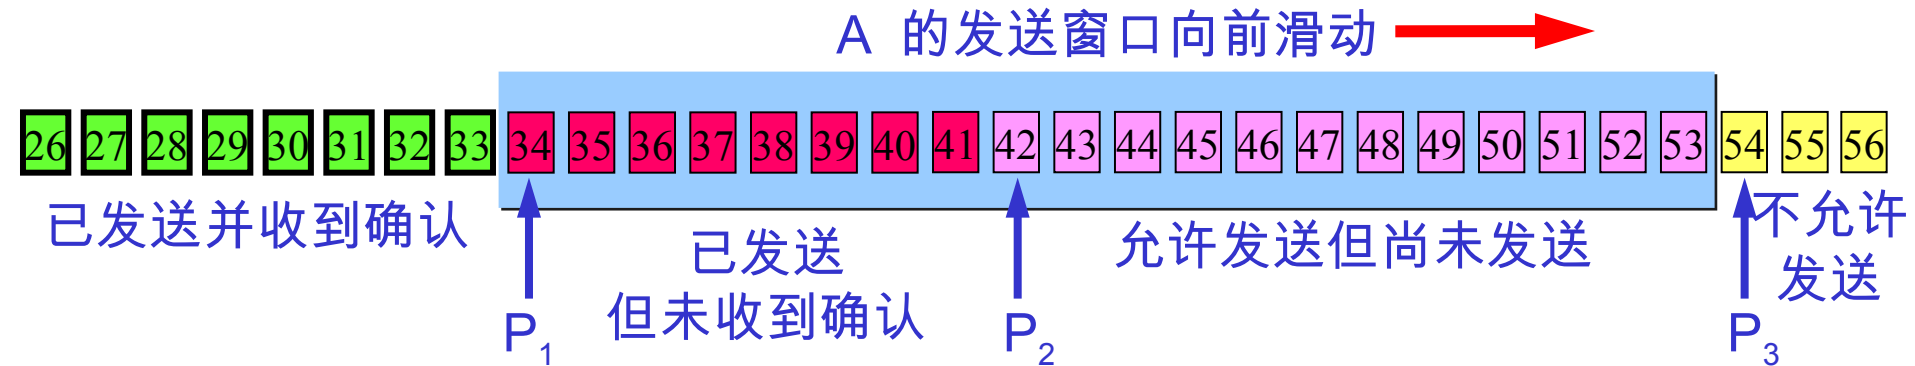 A 的发送窗口向前滑动
26 27 28 29 30 31 32 33 34 35 36 37 38 39 40 41 42 43 44 45 46 47 48 49 50 51 52 53 54 55 56
已发送并收到确认
已发送
但未收到确认
允许发送但尚未发送
不允许
发送
P1
P2
P3